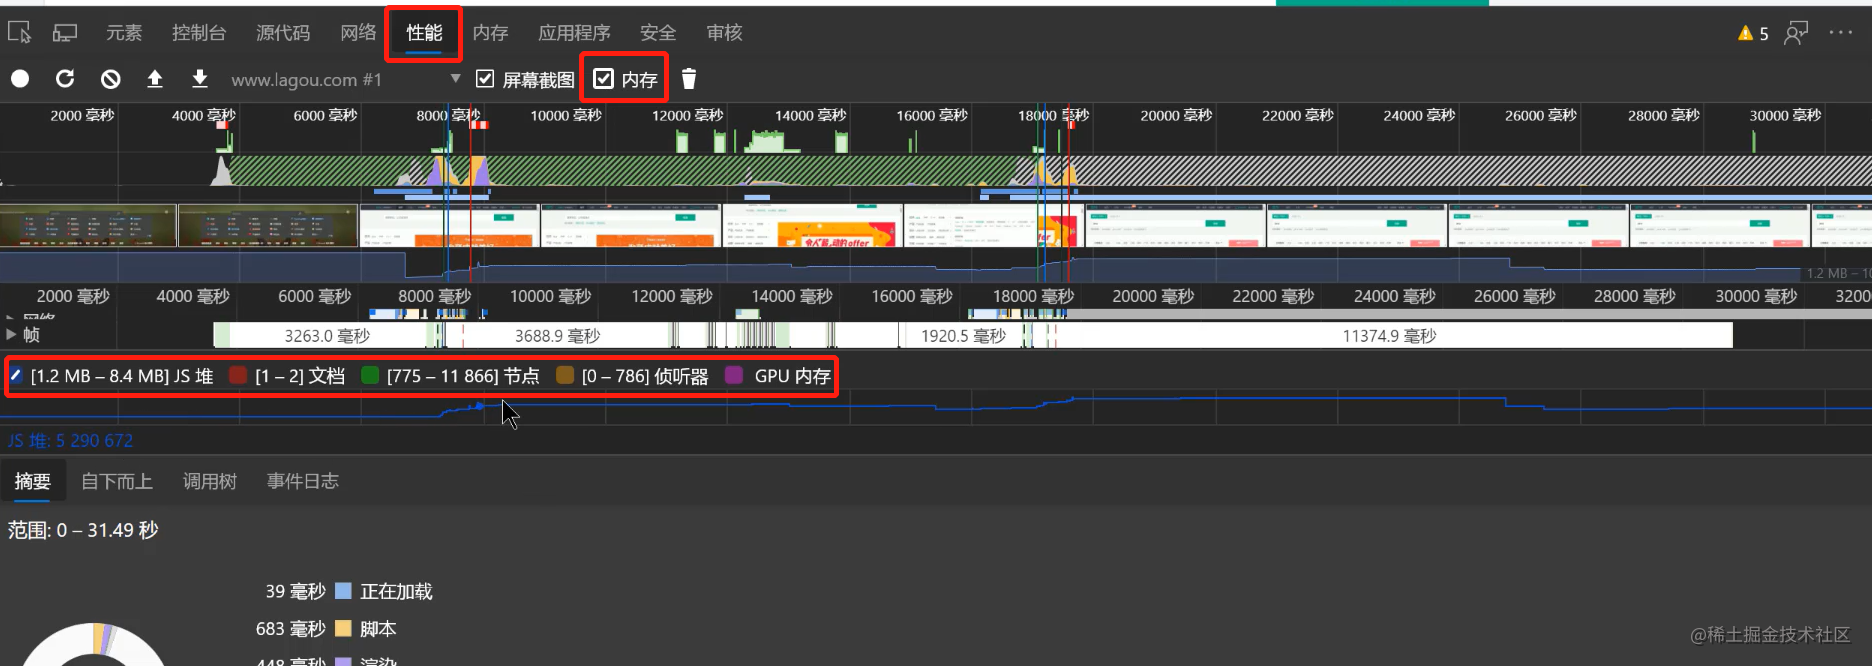 元素 控制台 源代码 网络 性能 内存 应用程序 安全 审核 5
www.lagou.com #1 屏幕截图 内存
2000 毫秒 4000 毫秒 6000 毫秒 8000 毫秒 10000 毫秒 12000 毫秒 14000 毫秒 16000 毫秒 18000 毫秒 20000 毫秒 22000 毫秒 24000 毫秒 26000 毫秒 28000 毫秒 30000 毫秒
offer
offer
1.2 MB – 10
2000 毫秒 4000 毫秒 6000 毫秒 8000 毫秒 10000 毫秒 12000 毫秒 14000 毫秒 16000 毫秒 18000 毫秒 20000 毫秒 22000 毫秒 24000 毫秒 26000 毫秒 28000 毫秒 30000 毫秒 32000
网络
帧 3263.0 毫秒 3688.9 毫秒 1920.5 毫秒 11374.9 毫秒
[1.2 MB – 8.4 MB] JS 堆 [1 – 2] 文档 [775 – 11 866] 节点 [0 – 786] 侦听器 GPU 内存
JS 堆: 5 290 672
摘要 自下而上 调用树 事件日志
范围: 0 – 31.49 秒
39 毫秒 正在加载
683 毫秒 脚本
448 毫秒 渲染
@稀土掘金技术社区